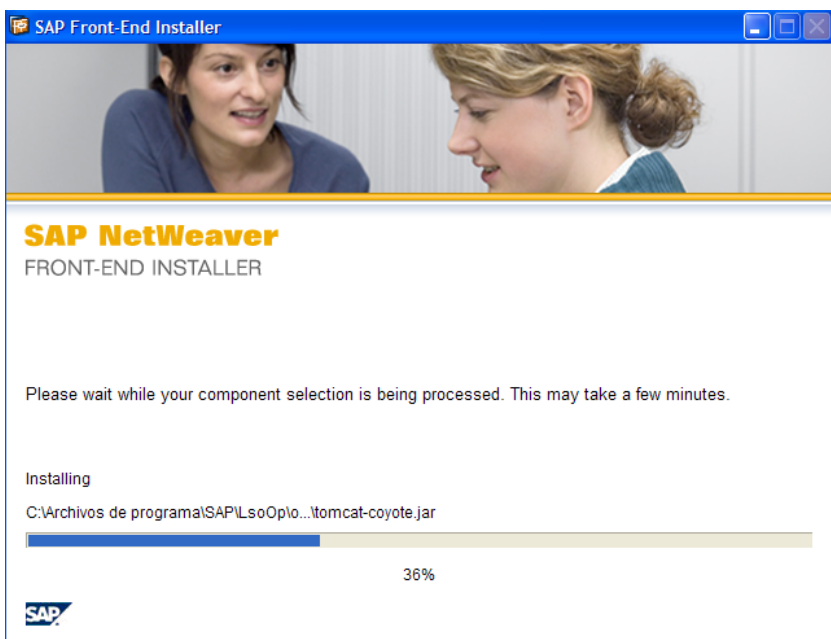 SAP Front-End Installer
SAP NetWeaver
FRONT-END INSTALLER
Please wait while your component selection is being processed. This may take a few minutes.
Installing
C:\Archivos de programa\SAP\LsoOp\o...\tomcat-coyote.jar
36%
SAP